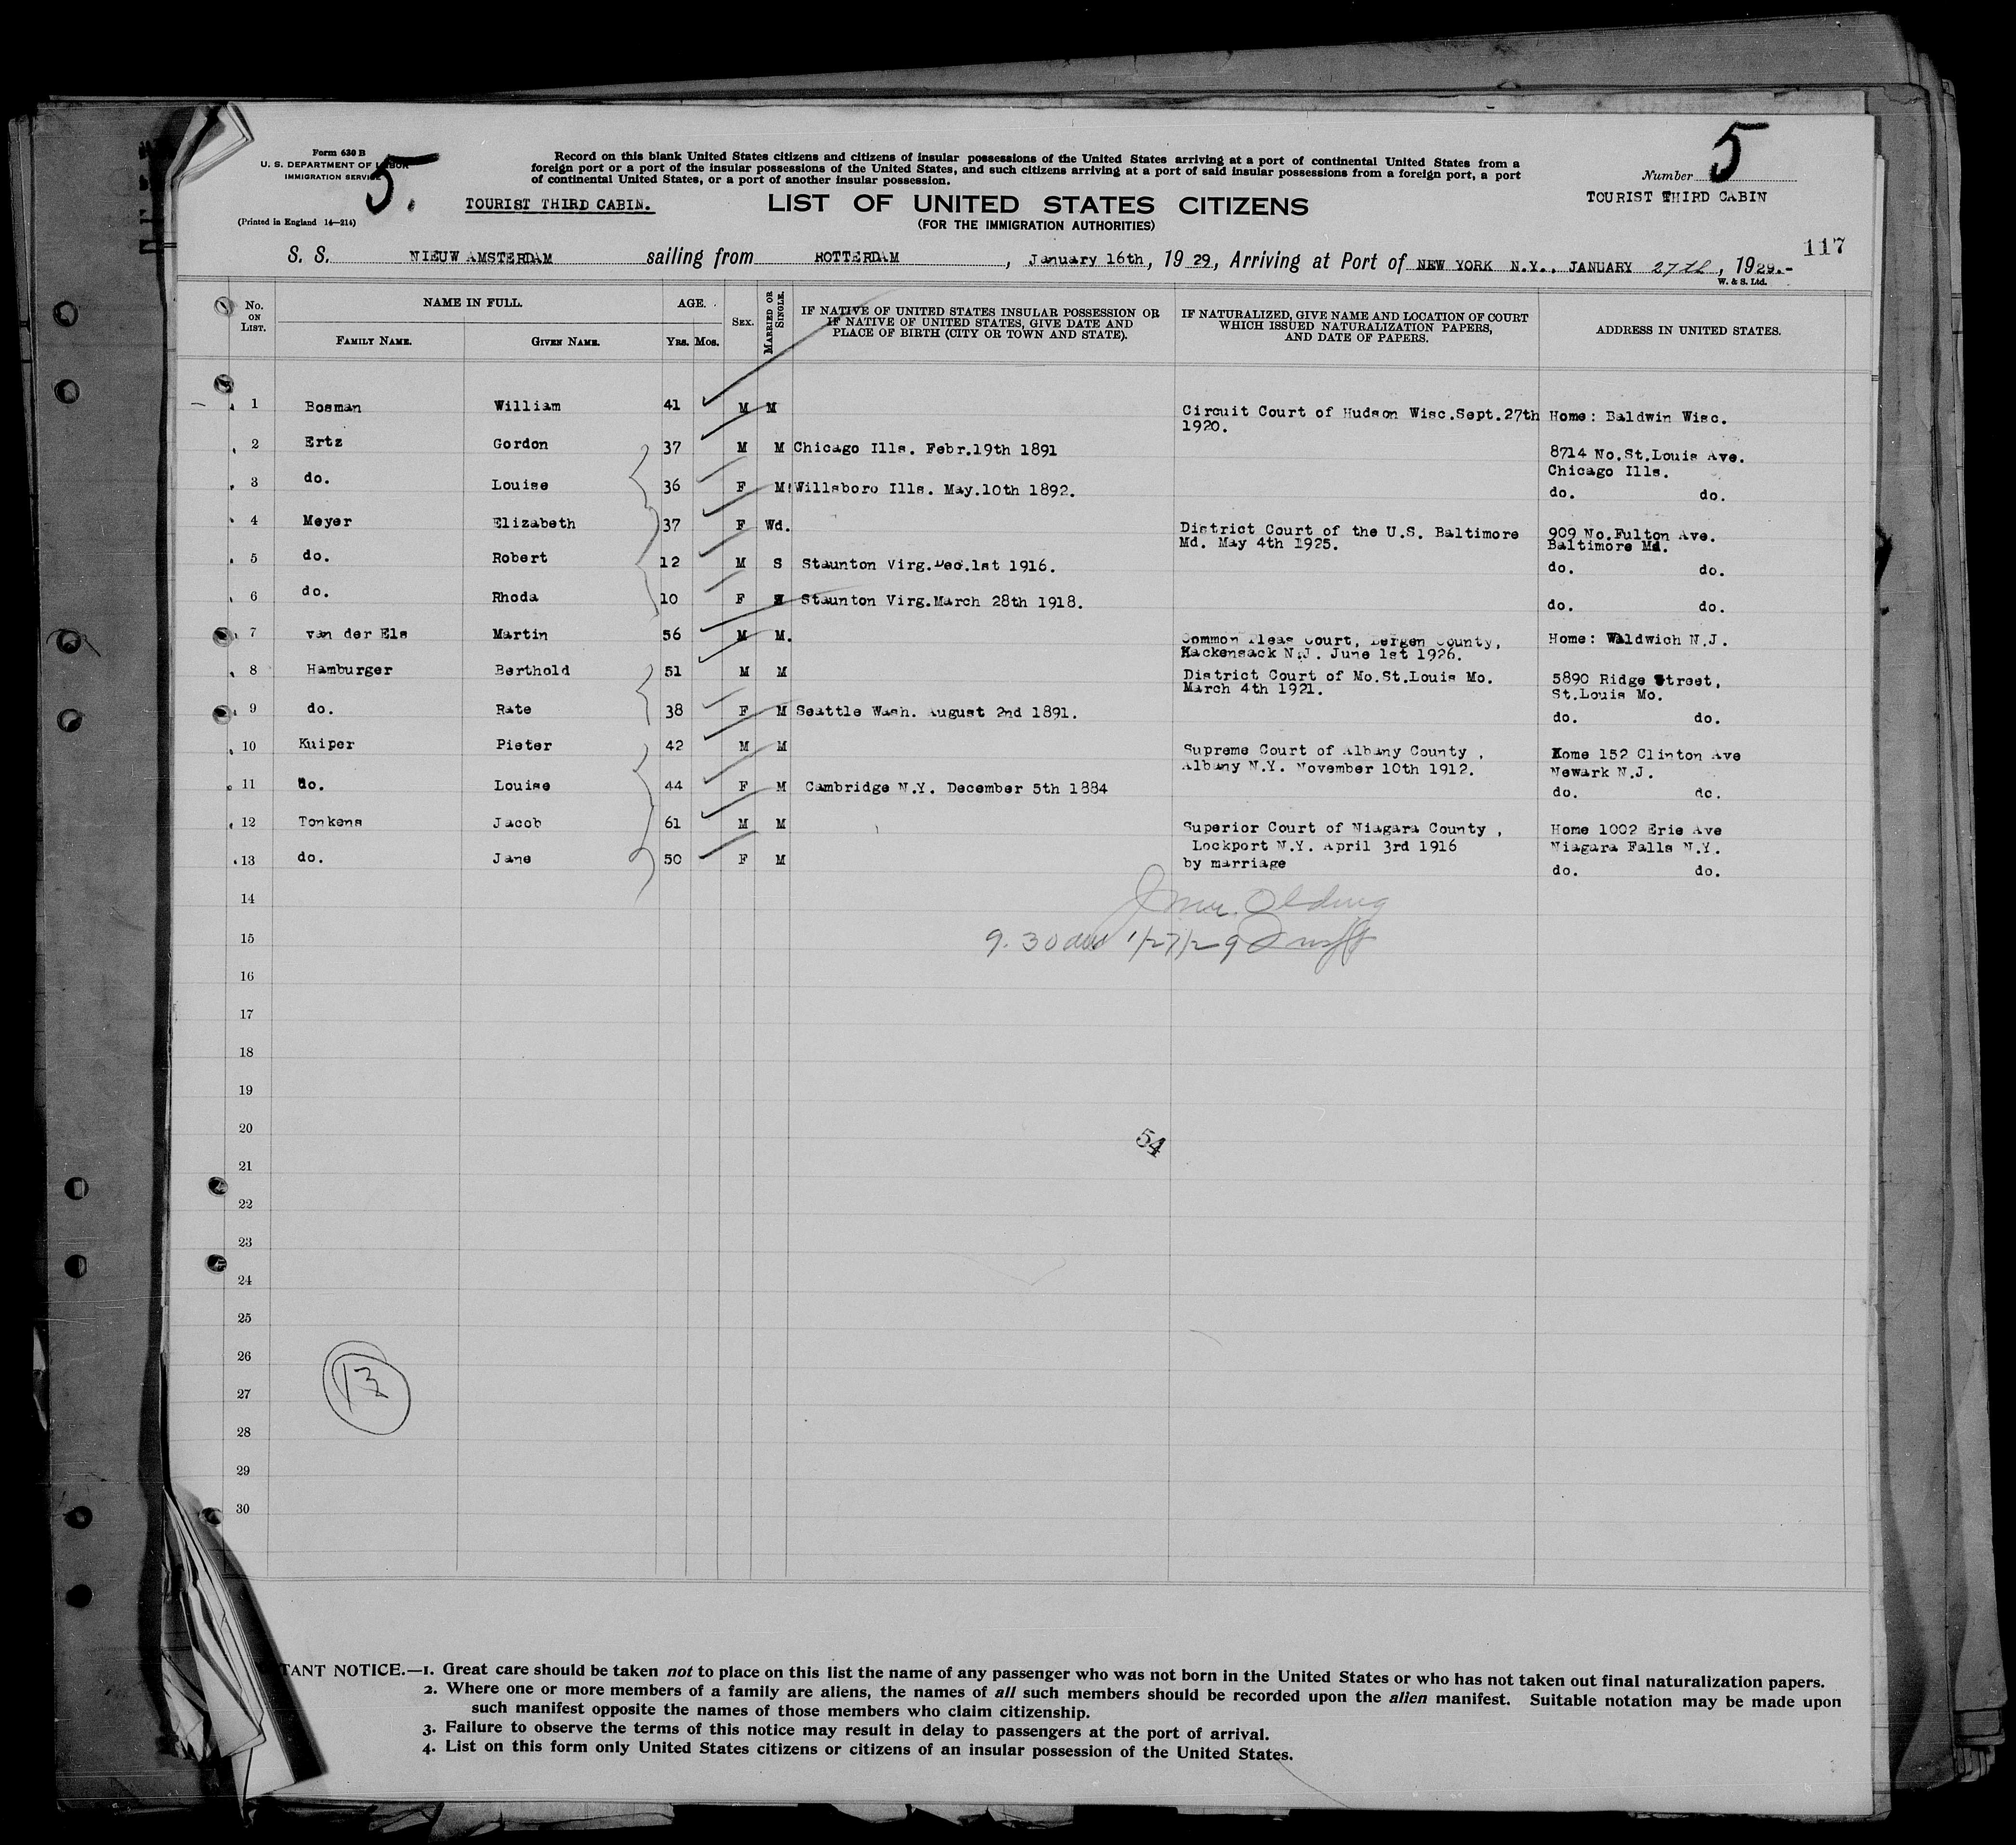 Form 630 B
U. S. DEPARTMENT OF LABOR
IMMIGRATION SERVICE
5.
(Printed in England 14—214)
TOURIST THIRD CABIN.
Record on this blank United States citizens and citizens of insular possessions of the United States arriving at a port of continental United States from a
foreign port or a port of the insular possessions of the United States, and such citizens arriving at a port of said insular possessions from a foreign port, a port
of continental United States, or a port of another insular possession.
LIST OF UNITED STATES CITIZENS
(FOR THE IMMIGRATION AUTHORITIES)
Number 5
TOURIST THIRD CABIN
117
S. S. NIEUW AMSTERDAM sailing from ROTTERDAM, January 16th, 1929, Arriving at Port of NEW YORK N.Y., JANUARY 27th, 1929.-
W. & S. Ltd.
No. ON LIST. NAME IN FULL. FAMILY NAME. GIVEN NAME. AGE. YRS. MOS. SEX. MARRIED OR SINGLE.
IF NATIVE OF UNITED STATES INSULAR POSSESSION OR
IF NATIVE OF UNITED STATES, GIVE DATE AND
PLACE OF BIRTH (CITY OR TOWN AND STATE).
IF NATURALIZED, GIVE NAME AND LOCATION OF COURT
WHICH ISSUED NATURALIZATION PAPERS,
AND DATE OF PAPERS.
ADDRESS IN UNITED STATES.
1 Bosman William 41 M M Circuit Court of Hudson Wisc.Sept.27th Home: Baldwin Wisc.
1920.
2 Ertz Gordon 37 M M Chicago Ills. Febr.19th 1891 8714 No.St.Louis Ave.
Chicago Ills.
3 do. Louise 36 F M Willsboro Ills. May.10th 1892. do. do.
4 Meyer Elizabeth 37 F Wd. District Court of the U.S. Baltimore 909 No.Fulton Ave.
Md. May 4th 1925. Baltimore Md.
5 do. Robert 12 M S Staunton Virg.Dec.1st 1916. do. do.
6 do. Rhoda 10 F S Staunton Virg.March 28th 1918. do. do.
7 van der Els Martin 56 M M. Common Pleas Court, Bergen County, Home: Waldwich N.J.
Hackensack N.J. June 1st 1926.
8 Hamburger Berthold 51 M M District Court of Mo.St.Louis Mo. 5890 Ridge Street,
March 4th 1921. St.Louis Mo.
9 do. Rate 38 F M Seattle Wash. August 2nd 1891. do. do.
10 Kuiper Pieter 42 M M Supreme Court of Albany County , Home 152 Clinton Ave
Albany N.Y. November 10th 1912. Newark N.J.
11 do. Louise 44 F M Cambridge N.Y. December 5th 1884 do. do.
12 Tonkens Jacob 61 M M Superior Court of Niagara County , Home 1002 Erie Ave
Lockport N.Y. April 3rd 1916 Niagara Falls N.Y.
13 do. Jane 50 F M by marriage do. do.
14
15 9.30 1/27/29
16
17
18
19
20
54
21
22
23
24
25
26
13
27
28
29
30
TANT NOTICE.—1. Great care should be taken not to place on this list the name of any passenger who was not born in the United States or who has not taken out final naturalization papers.
2. Where one or more members of a family are aliens, the names of all such members should be recorded upon the alien manifest. Suitable notation may be made upon
such manifest opposite the names of those members who claim citizenship.
3. Failure to observe the terms of this notice may result in delay to passengers at the port of arrival.
4. List on this form only United States citizens or citizens of an insular possession of the United States.